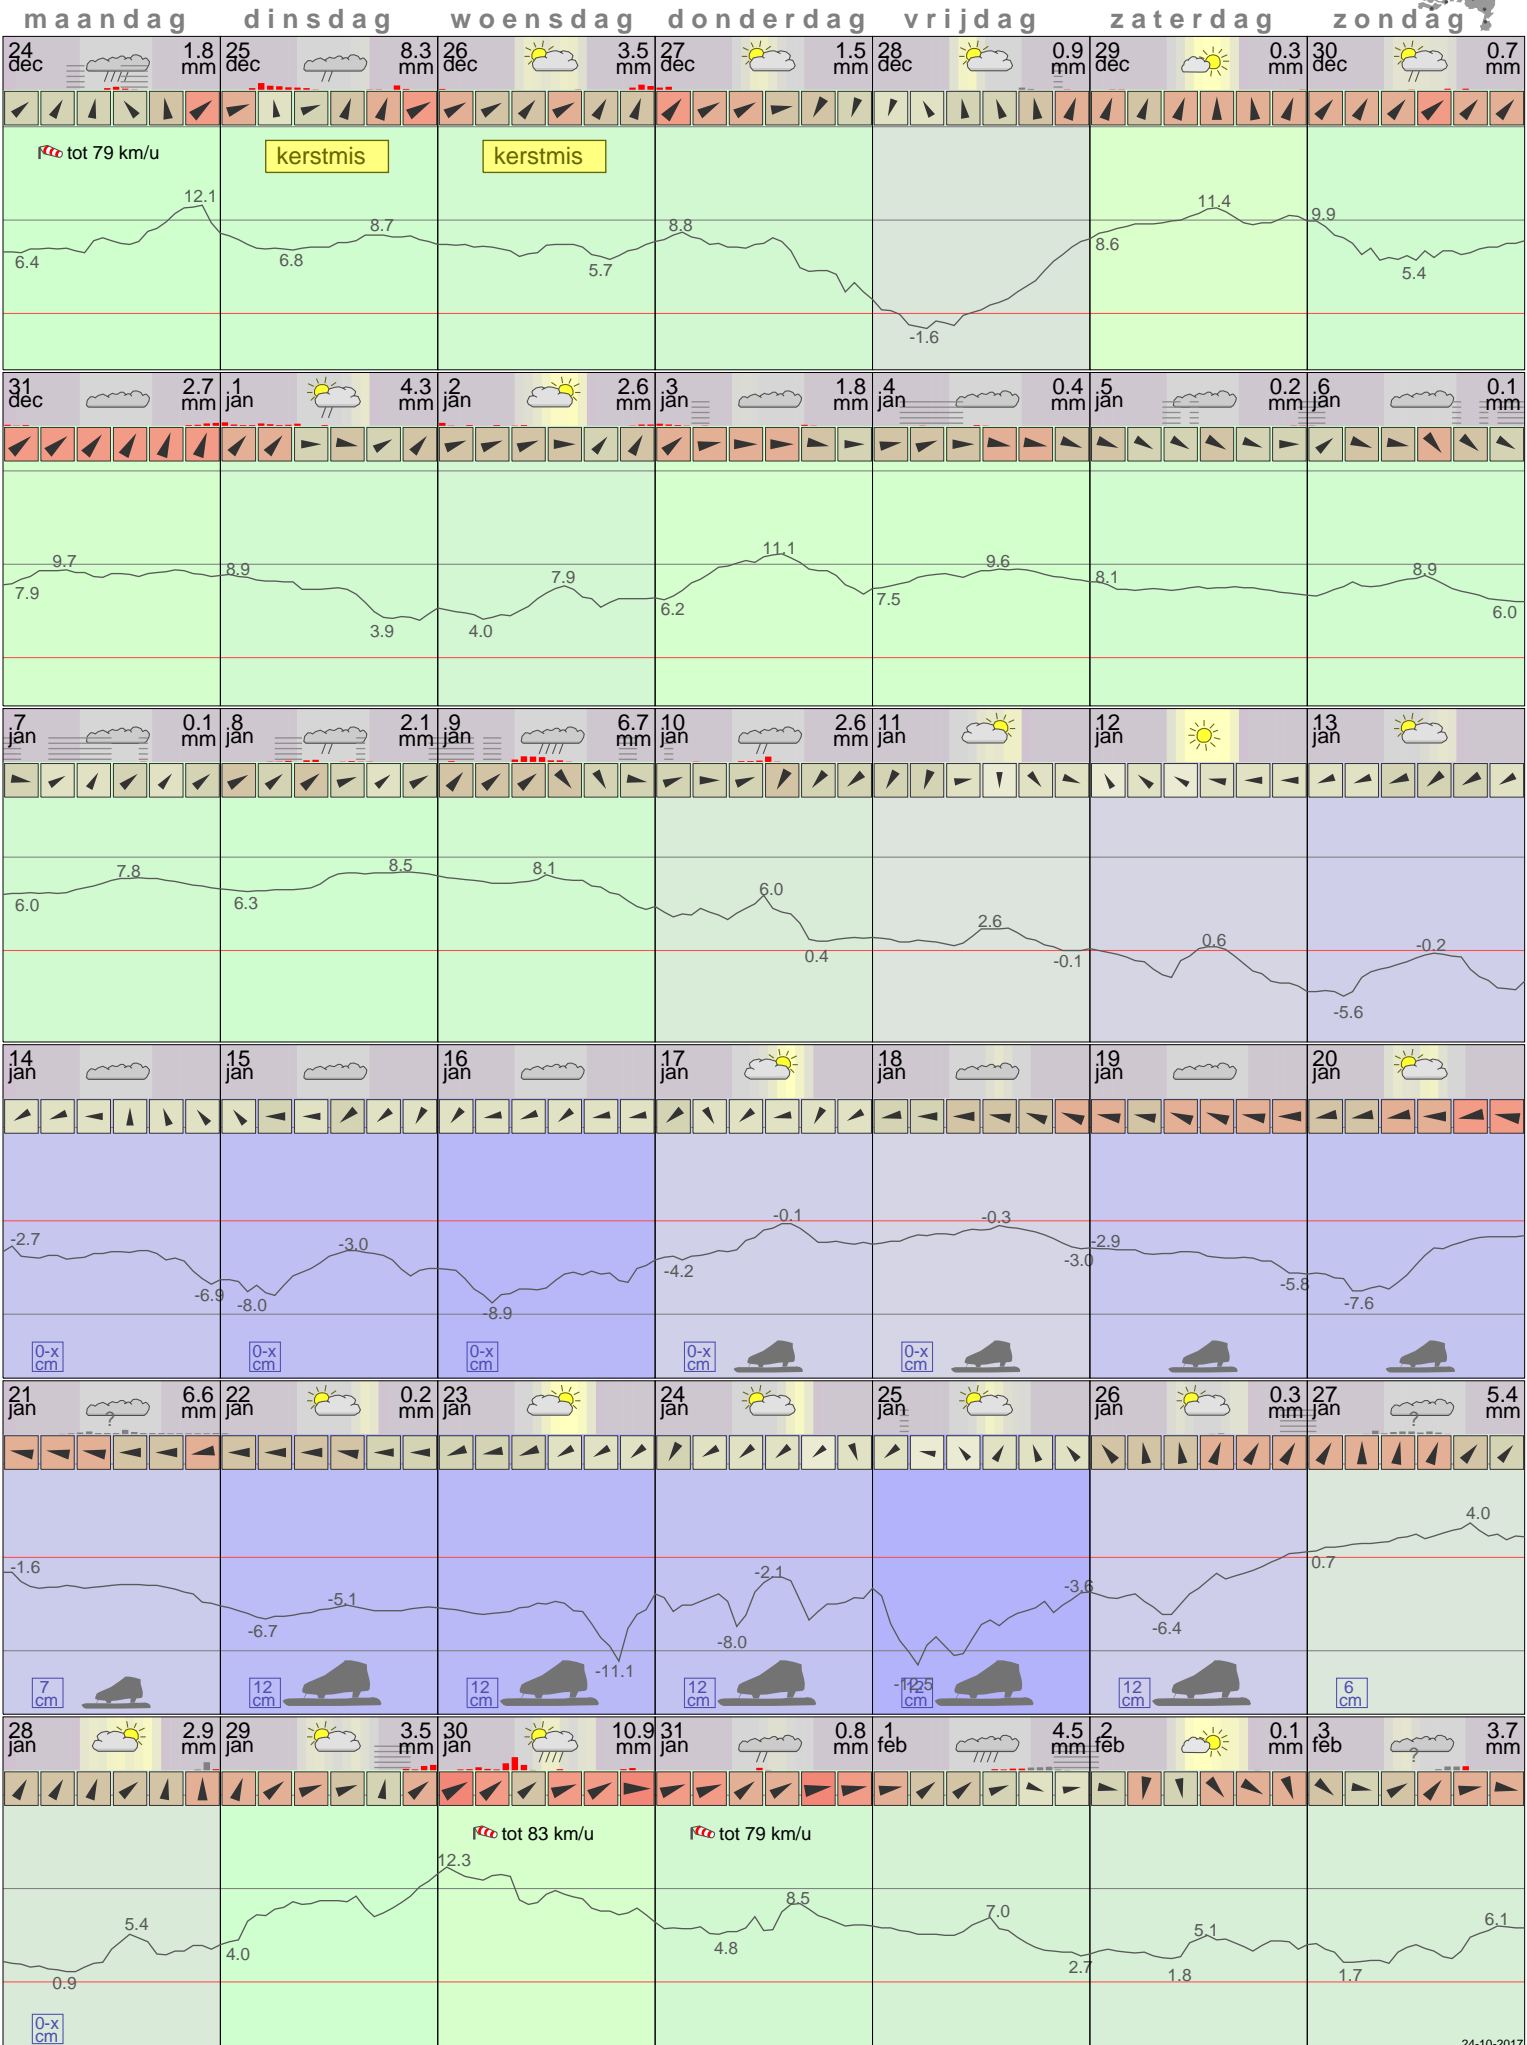 maandag dinsdag woensdag donderdag vrijdag zaterdag zondag
24 dec 1.8 mm 25 dec 8.3 mm 26 dec 3.5 mm 27 dec 1.5 mm 28 dec 0.9 mm 29 dec 0.3 mm 30 dec 0.7 mm
tot 79 km/u kerstmis kerstmis
12.1 6.4 8.7 6.8 5.7 8.8 -1.6 11.4 8.6 9.9 5.4
31 dec 2.7 mm 1 jan 4.3 mm 2 jan 2.6 mm 3 jan 1.8 mm 4 jan 0.4 mm 5 jan 0.2 mm 6 jan 0.1 mm
9.7 7.9 8.9 3.9 7.9 4.0 11.1 6.2 9.6 7.5 8.1 8.9 6.0
7 jan 0.1 mm 8 jan 2.1 mm 9 jan 6.7 mm 10 jan 2.6 mm 11 jan 12 jan 13 jan
7.8 6.0 8.5 6.3 8.1 6.0 0.4 2.6 -0.1 0.6 -0.2 -5.6
14 jan 15 jan 16 jan 17 jan 18 jan 19 jan 20 jan
-2.7 -6.9 -3.0 -8.0 -8.9 -0.1 -4.2 -0.3 -3.0 -2.9 -5.8 -7.6
0-x cm 0-x cm 0-x cm 0-x cm 0-x cm
21 jan ? 6.6 mm 22 jan 0.2 mm 23 jan 24 jan 25 jan 26 jan 0.3 mm 27 jan ? 5.4 mm
-1.6 -5.1 -6.7 -11.1 -2.1 -8.0 -3.6 -12.5 -6.4 4.0 0.7
7 cm 12 cm 12 cm 12 cm 12 cm 12 cm 6 cm
28 jan 2.9 mm 29 jan 3.5 mm 30 jan 10.9 mm 31 jan 0.8 mm 1 feb 4.5 mm 2 feb 0.1 mm 3 feb ? 3.7 mm
tot 83 km/u tot 79 km/u
5.4 0.9 4.0 12.3 8.5 4.8 7.0 2.7 5.1 1.8 6.1 1.7
0-x cm
24-10-2017